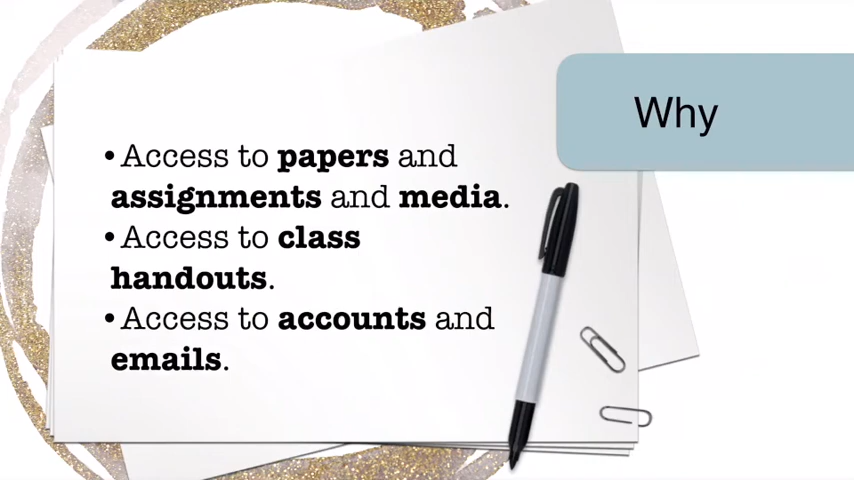 Why
• Access to papers and
assignments and media.
• Access to class
handouts.
• Access to accounts and
emails.